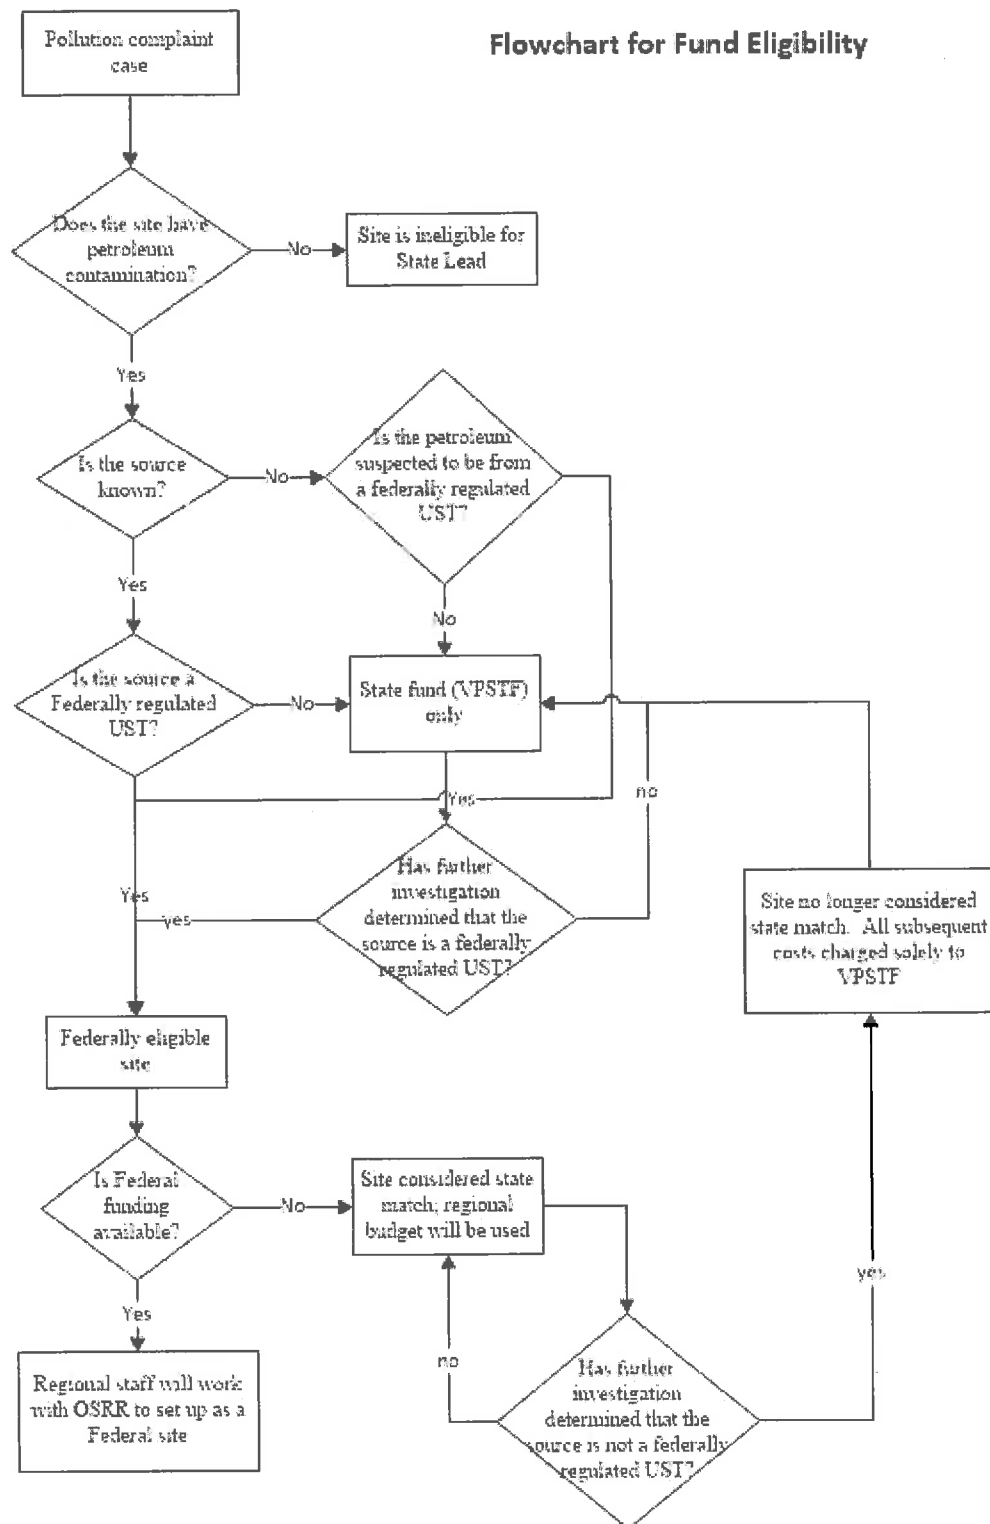 Flowchart for Fund Eligibility
Pollution complaint
case
Does the site have
petroleum
contamination?
No
Site is ineligible for
State Lead
Yes
Is the source
known?
No
Is the petroleum
suspected to be from
a federally regulated
UST?
Yes
No
Is the source a
Federally regulated
UST?
No
State fund (VPSTF)
only
Yes
no
Has further
investigation
determined that the
source is a federally
regulated UST?
Yes
yes
Site no longer considered
state match. All subsequent
costs charged solely to
VPSTF
Federally eligible
site
Is Federal
funding
available?
No
Site considered state
match; regional
budget will be used
yes
Yes
no
Regional staff will work
with OSRR to set up as a
Federal site
Has further
investigation
determined that the
source is not a federally
regulated UST?